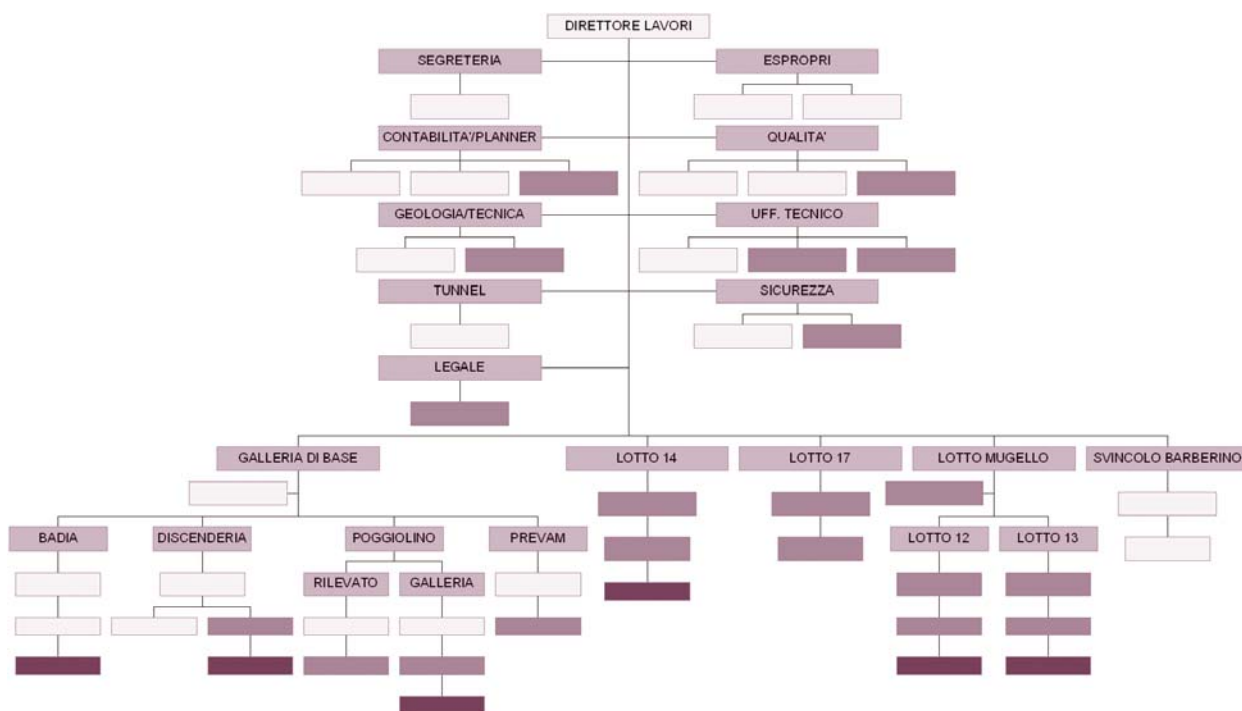 DIRETTORE LAVORI
SEGRETERIA
ESPROPRI
CONTABILITA'/PLANNER
QUALITA'
GEOLOGIA/TECNICA
UFF. TECNICO
TUNNEL
SICUREZZA
LEGALE
GALLERIA DI BASE
LOTTO 14
LOTTO 17
LOTTO MUGELLO
SVINCOLO BARBERINO
BADIA
DISCENDERIA
POGGIOLINO
PREVAM
LOTTO 12
LOTTO 13
RILEVATO
GALLERIA